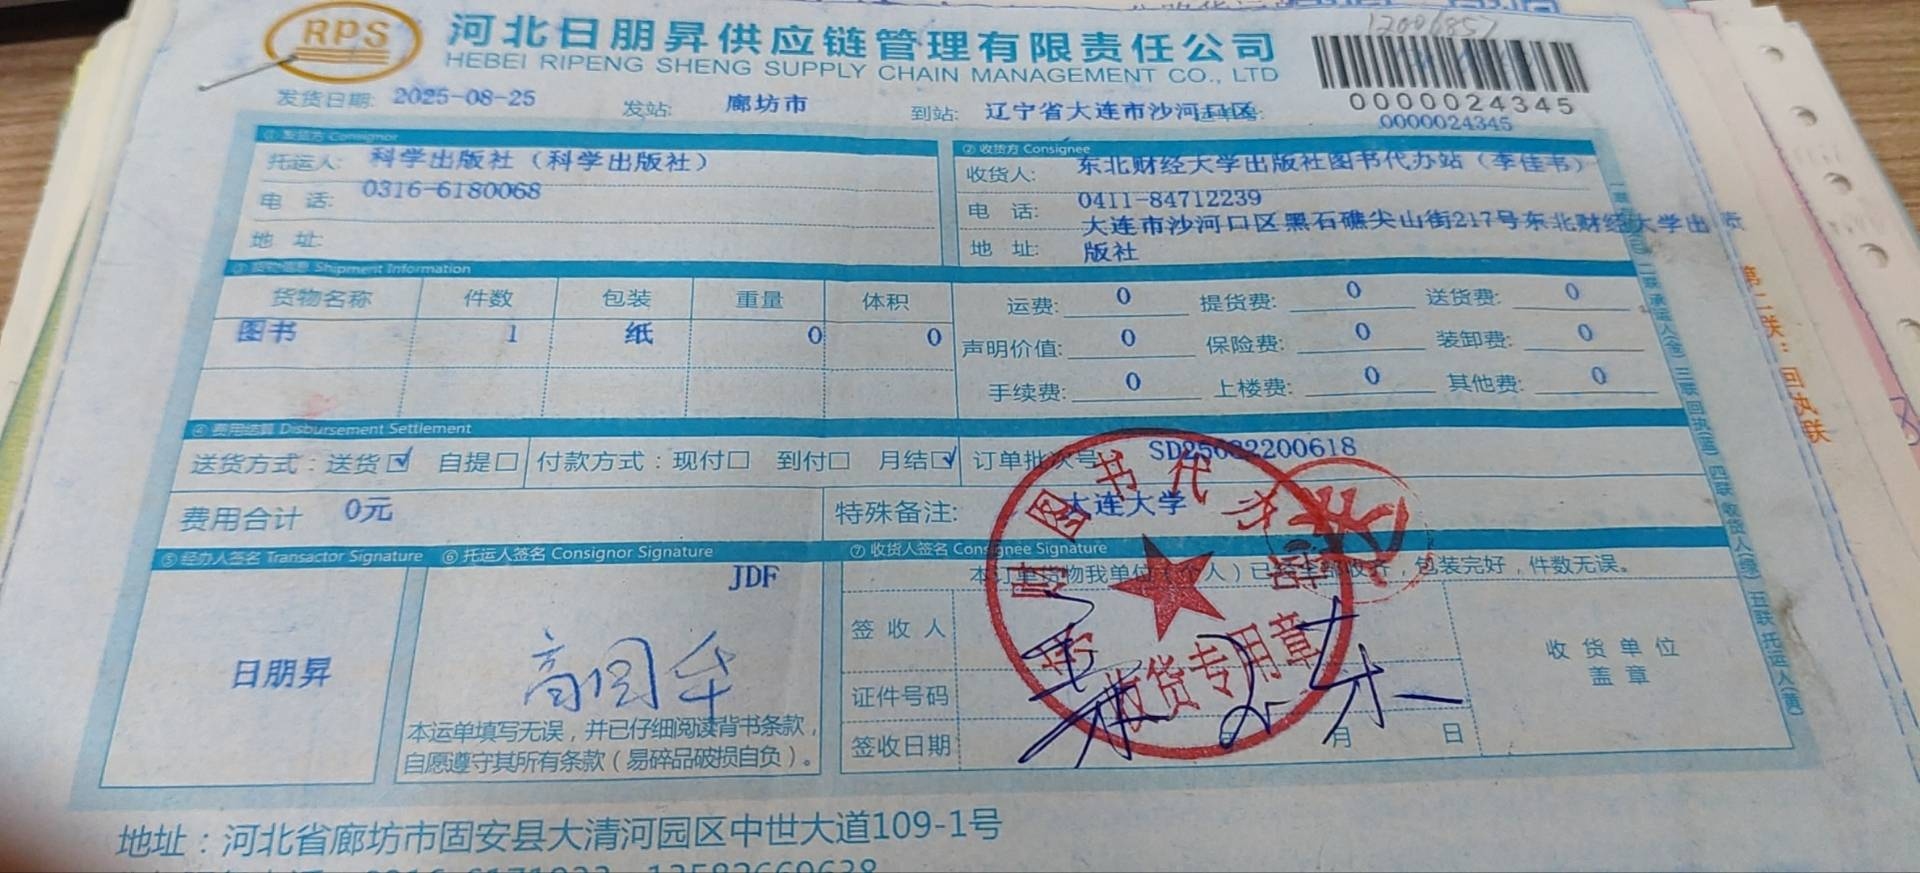 RPS
河北日朋昇供应链管理有限责任公司
HEBEI RIPENG SHENG SUPPLY CHAIN MANAGEMENT CO., LTD
12006857
0000024345
发货日期: 2025-08-25 发站: 廊坊市 到站: 辽宁省大连市沙河口区 0000024345
① 发货方 Consignor
② 收货方 Consignee
托运人: 科学出版社（科学出版社）
收货人: 东北财经大学出版社图书代办站（李佳书）
电 话: 0316-6180068
电 话: 0411-84712239
地 址:
地 址: 大连市沙河口区黑石礁尖山街217号东北财经大学出
版社
③ 货物信息 Shipment Information
货物名称 件数 包装 重量 体积
图书 1 纸 0 0
运费: 0 提货费: 0 送货费: 0
声明价值: 0 保险费: 0 装卸费: 0
手续费: 0 上楼费: 0 其他费: 0
④ 费用结算 Disbursement Settlement
送货方式：送货☑ 自提□ 付款方式：现付□ 到付□ 月结☑ 订单批次号 SD25082200618
费用合计 0元 特殊备注: 大连大学
⑤ 经办人签名 Transactor Signature ⑥ 托运人签名 Consignor Signature ⑦ 收货人签名 Consignee Signature
日朋昇
JDF
本运单填写无误，并已仔细阅读背书条款，
自愿遵守其所有条款（易碎品破损自负）。
包装完好，件数无误。
签收人
证件号码
签收日期 月 日
收货单位
盖章
图书代办
收货专用章
第二联：回执联
地址：河北省廊坊市固安县大清河园区中世大道109-1号